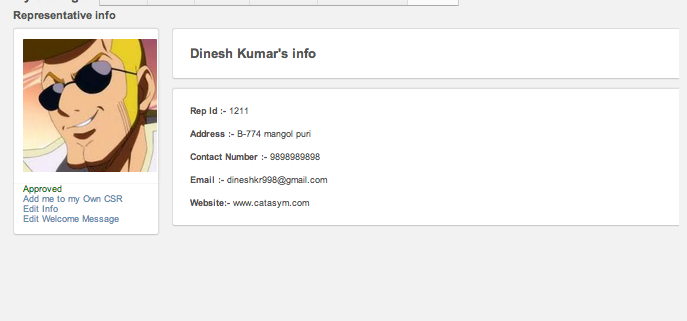 Representative info
Dinesh Kumar's info
Rep Id :- 1211
Address :- B-774 mangol puri
Contact Number :- 9898989898
Email :- dineshkr998@gmail.com
Website:- www.catasym.com
Approved
Add me to my Own CSR
Edit Info
Edit Welcome Message